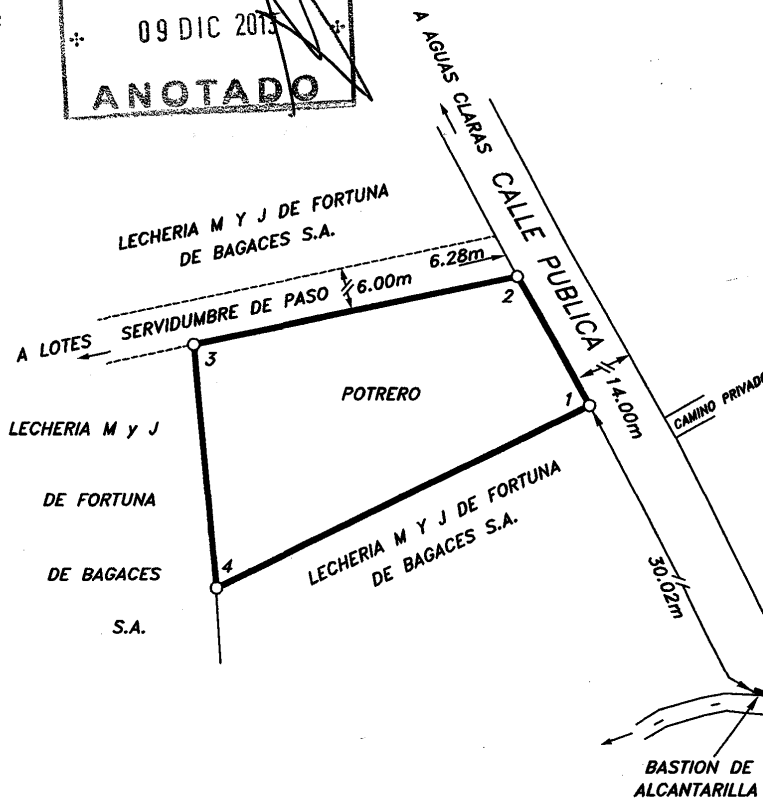 09 DIC 2015
ANOTADO
A AGUAS CLARAS
CALLE PUBLICA
LECHERIA M Y J DE FORTUNA
DE BAGACES S.A.
6.28m
SERVIDUMBRE DE PASO
6.00m
A LOTES
2
3
POTRERO
1
14.00m
CAMINO PRIVADO
LECHERIA M y J
DE FORTUNA
DE BAGACES
S.A.
4
LECHERIA M Y J DE FORTUNA
DE BAGACES S.A.
30.02m
BASTION DE
ALCANTARILLA